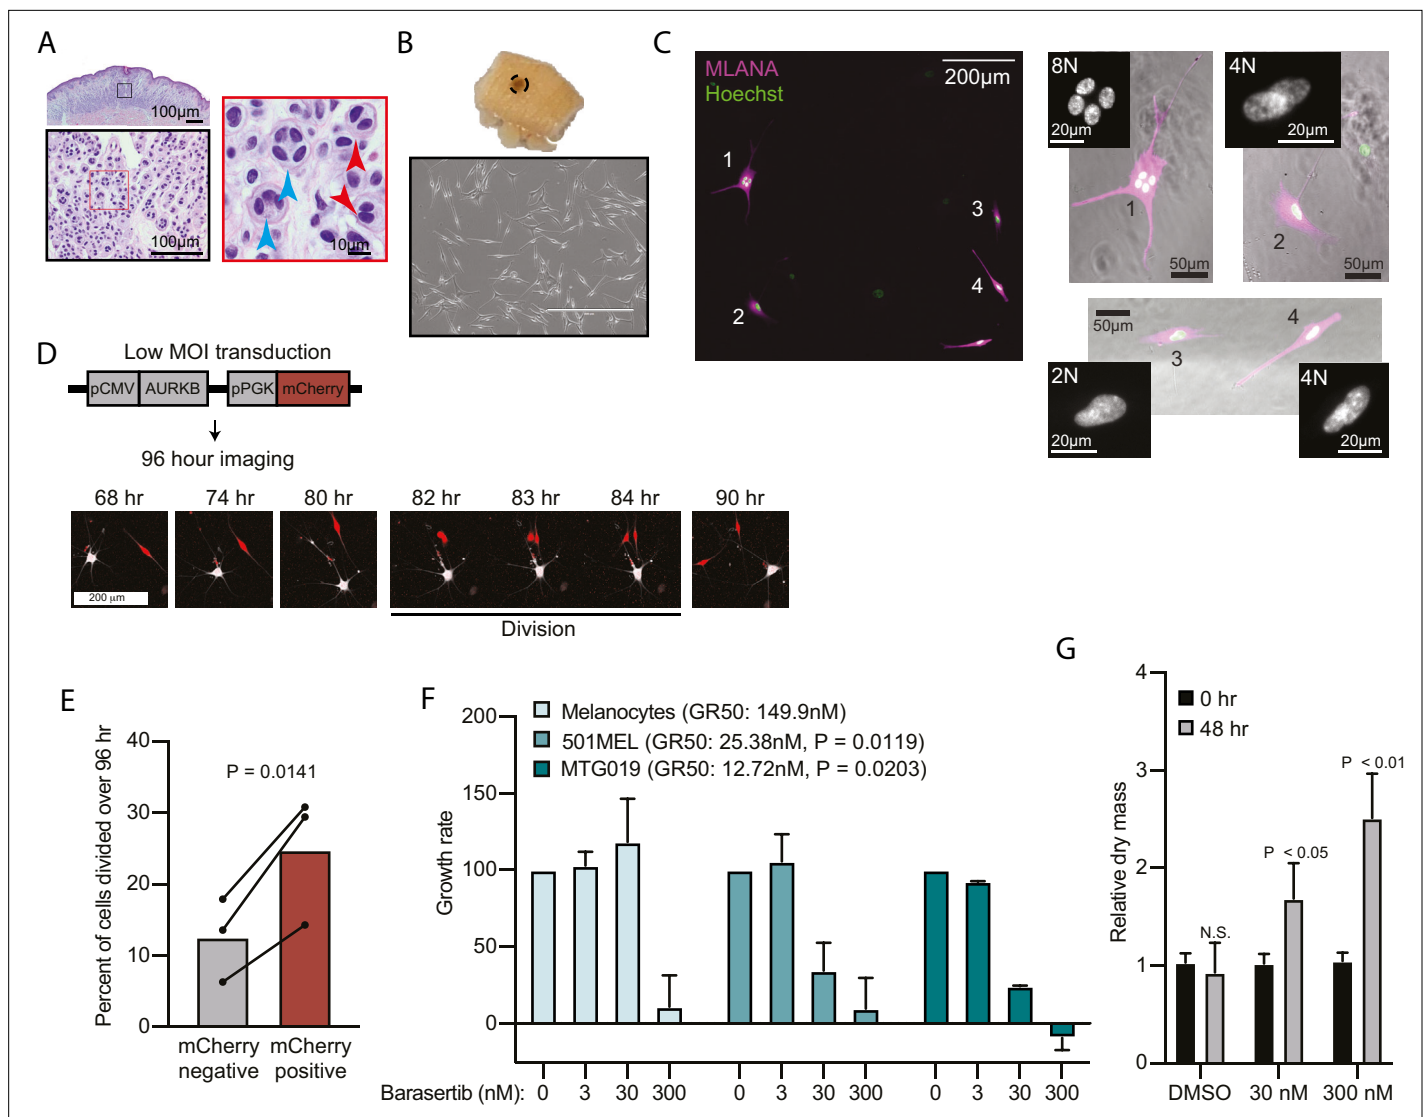 A
100µm
100µm
10µm
B
C
MLANA
Hoechst
200µm
1
2
3
4
8N
20µm
1
50µm
4N
20µm
2
50µm
50µm
3
4
2N
20µm
4N
20µm
D
Low MOI transduction
pCMV AURKB pPGK mCherry
96 hour imaging
68 hr 74 hr 80 hr 82 hr 83 hr 84 hr 90 hr
200 µm
Division
E
Percent of cells divided over 96 hr
40
30
20
10
0
P = 0.0141
mCherry negative
mCherry positive
F
Growth rate
200
150
100
50
0
Melanocytes (GR50: 149.9nM)
501MEL (GR50: 25.38nM, P = 0.0119)
MTG019 (GR50: 12.72nM, P = 0.0203)
Barasertib (nM): 0 3 30 300 0 3 30 300 0 3 30 300
G
Relative dry mass
4
3
2
1
0
0 hr
48 hr
N.S.
P < 0.05
P < 0.01
DMSO 30 nM 300 nM